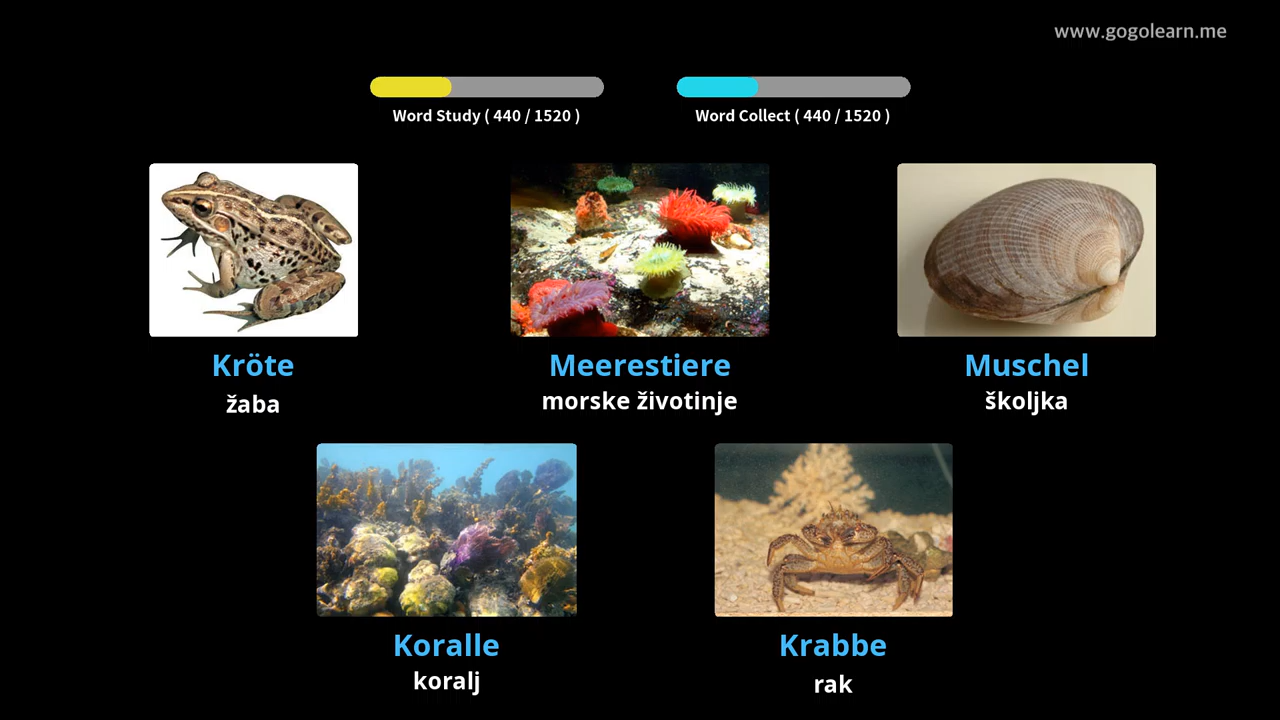 www.gogolearn.me
Word Study ( 440 / 1520 )
Word Collect ( 440 / 1520 )
Kröte
žaba
Meerestiere
morske životinje
Muschel
školjka
Koralle
koralj
Krabbe
rak